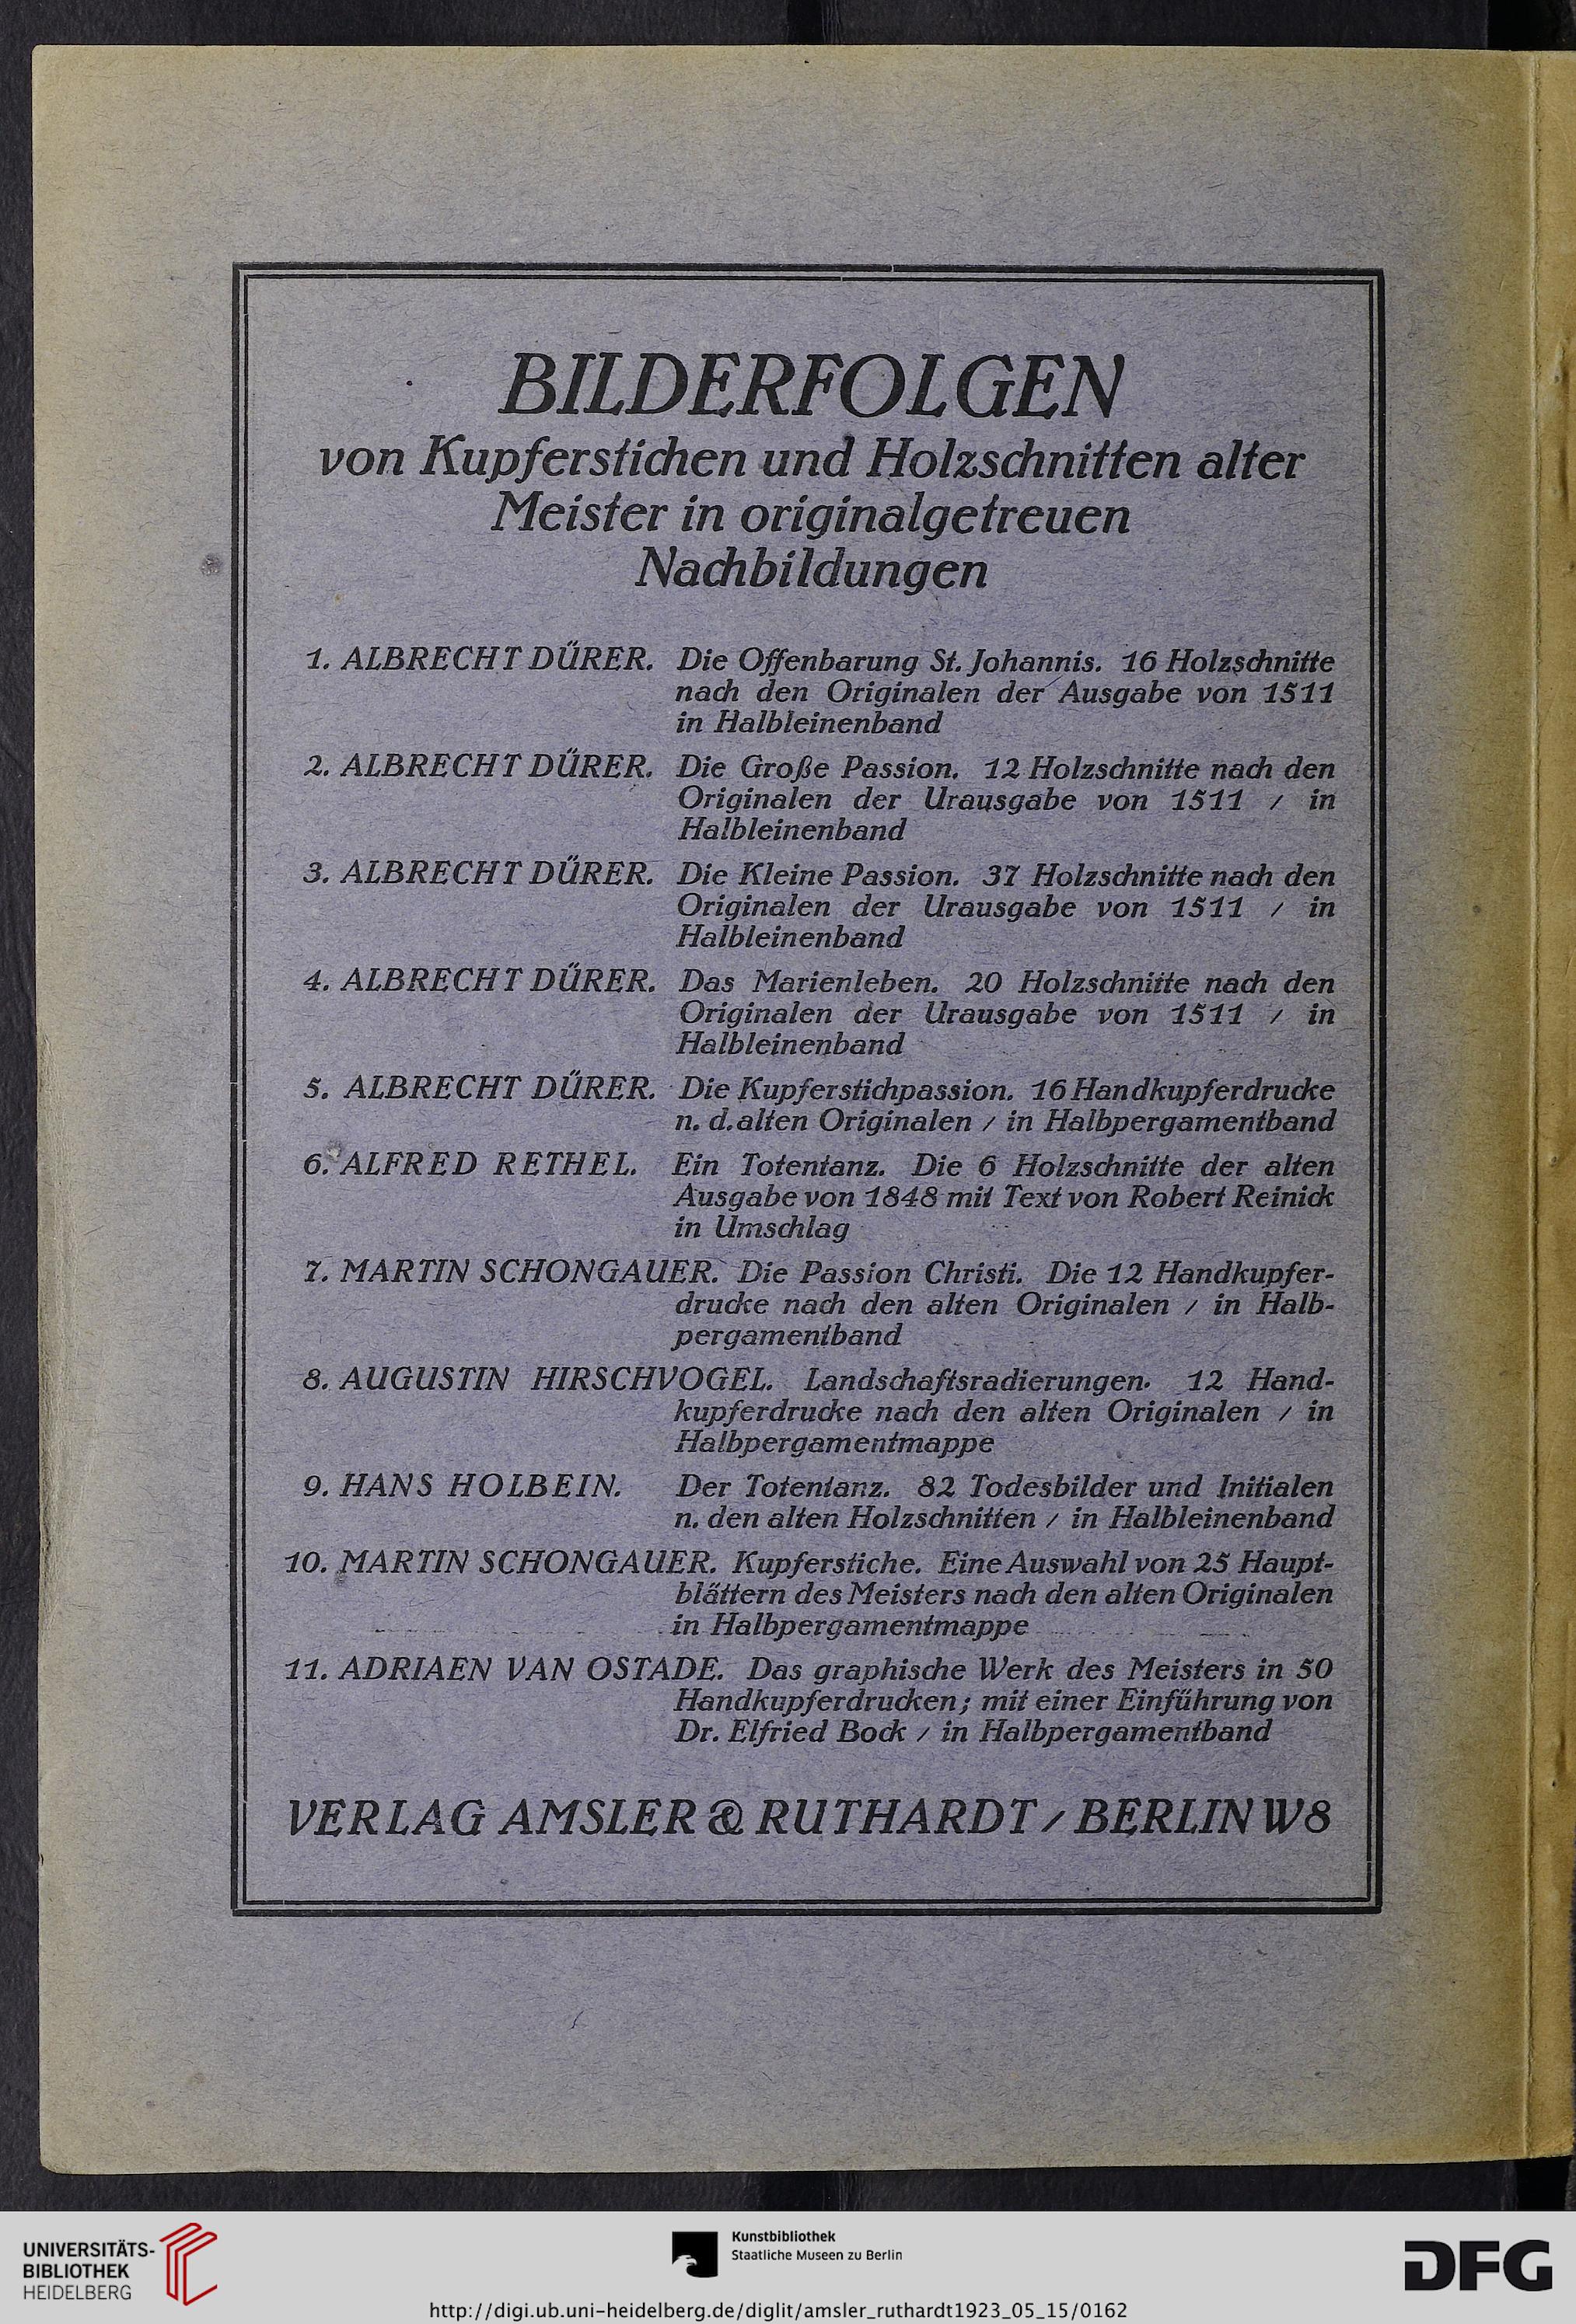 BILDERFOLGEN
von Kupferstichen und Holzschnitten alter
Meister in originalgetreuen
Nachbildungen
1. ALBRECHT DÜRER. Die Offenbarung St. Johannis. 16 Holzschnitte
nach den Originalen der Ausgabe von 1511
in Halbleinenband
2. ALBRECHT DÜRER. Die Große Passion. 12 Holzschnitte nach den
Originalen der Urausgabe von 1511 / in
Halbleinenband
3. ALBRECHT DÜRER. Die Kleine Passion. 37 Holzschnitte nach den
Originalen der Urausgabe von 1511 / in
Halbleinenband
4. ALBRECHT DÜRER. Das Marienleben. 20 Holzschnitte nach den
Originalen der Urausgabe von 1511 / in
Halbleinenband
5. ALBRECHT DÜRER. Die Kupferstichpassion. 16 Handkupferdrucke
n. d. alten Originalen / in Halbpergamentband
6. ALFRED RETHEL. Ein Totentanz. Die 6 Holzschnitte der alten
Ausgabe von 1848 mit Text von Robert Reinick
in Umschlag
7. MARTIN SCHONGAUER. Die Passion Christi. Die 12 Handkupfer-
drucke nach den alten Originalen / in Halb-
pergamentband
8. AUGUSTIN HIRSCHVOGEL. Landschaftsradierungen. 12 Hand-
kupferdrucke nach den alten Originalen / in
Halbpergamentmappe
9. HANS HOLBEIN. Der Totentanz. 82 Todesbilder und Initialen
n. den alten Holzschnitten / in Halbleinenband
10. MARTIN SCHONGAUER. Kupferstiche. Eine Auswahl von 25 Haupt-
blättern des Meisters nach den alten Originalen
in Halbpergamentmappe
11. ADRIAEN VAN OSTADE. Das graphische Werk des Meisters in 50
Handkupferdrucken; mit einer Einführung von
Dr. Elfried Bock / in Halbpergamentband
VERLAG AMSLER & RUTHARDT / BERLIN W8
UNIVERSITÄTS-
BIBLIOTHEK
HEIDELBERG
Kunstbibliothek
Staatliche Museen zu Berlin
DFG
http://digi.ub.uni-heidelberg.de/diglit/amsler_ruthardt1923_05_15/0162